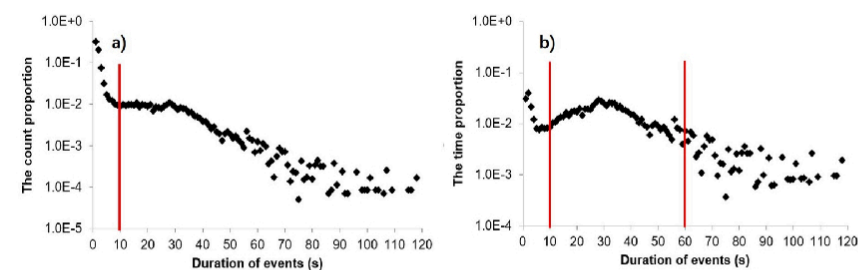 a)
The count proportion
1.0E+0
1.0E-1
1.0E-2
1.0E-3
1.0E-4
1.0E-5
0 10 20 30 40 50 60 70 80 90 100 110 120
Duration of events (s)
b)
The time proportion
1.0E+0
1.0E-1
1.0E-2
1.0E-3
1.0E-4
0 10 20 30 40 50 60 70 80 90 100 110 120
Duration of events (s)